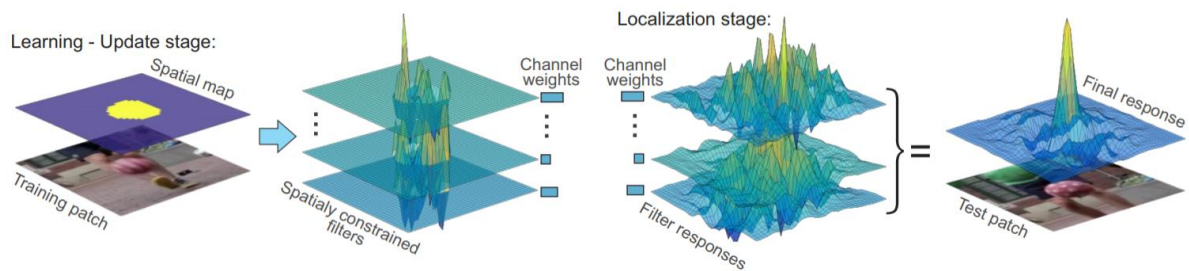 Learning - Update stage:
Spatial map
Training patch
Spatialy constrained
filters
Channel
weights
Localization stage:
Channel
weights
Filter responses
Final response
Test patch